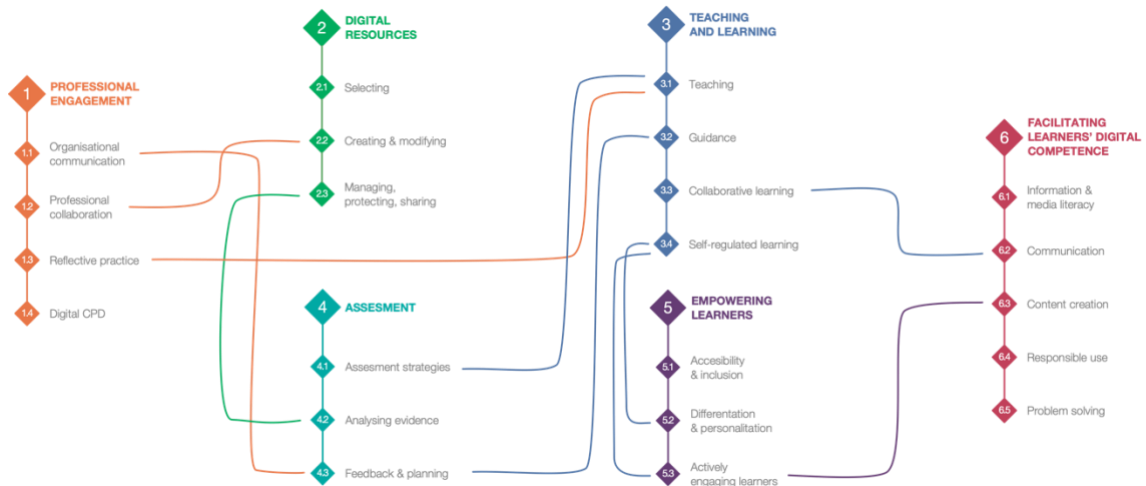 1
PROFESSIONAL
ENGAGEMENT
1.1
Organisational
communication
1.2
Professional
collaboration
1.3
Reflective practice
1.4
Digital CPD
2
DIGITAL
RESOURCES
2.1
Selecting
2.2
Creating & modifying
2.3
Managing,
protecting, sharing
3
TEACHING
AND LEARNING
3.1
Teaching
3.2
Guidance
3.3
Collaborative learning
3.4
Self-regulated learning
4
ASSESMENT
4.1
Assesment strategies
4.2
Analysing evidence
4.3
Feedback & planning
5
EMPOWERING
LEARNERS
5.1
Accesibility
& inclusion
5.2
Differentation
& personalitation
5.3
Actively
engaging learners
6
FACILITATING
LEARNERS' DIGITAL
COMPETENCE
6.1
Information &
media literacy
6.2
Communication
6.3
Content creation
6.4
Responsible use
6.5
Problem solving